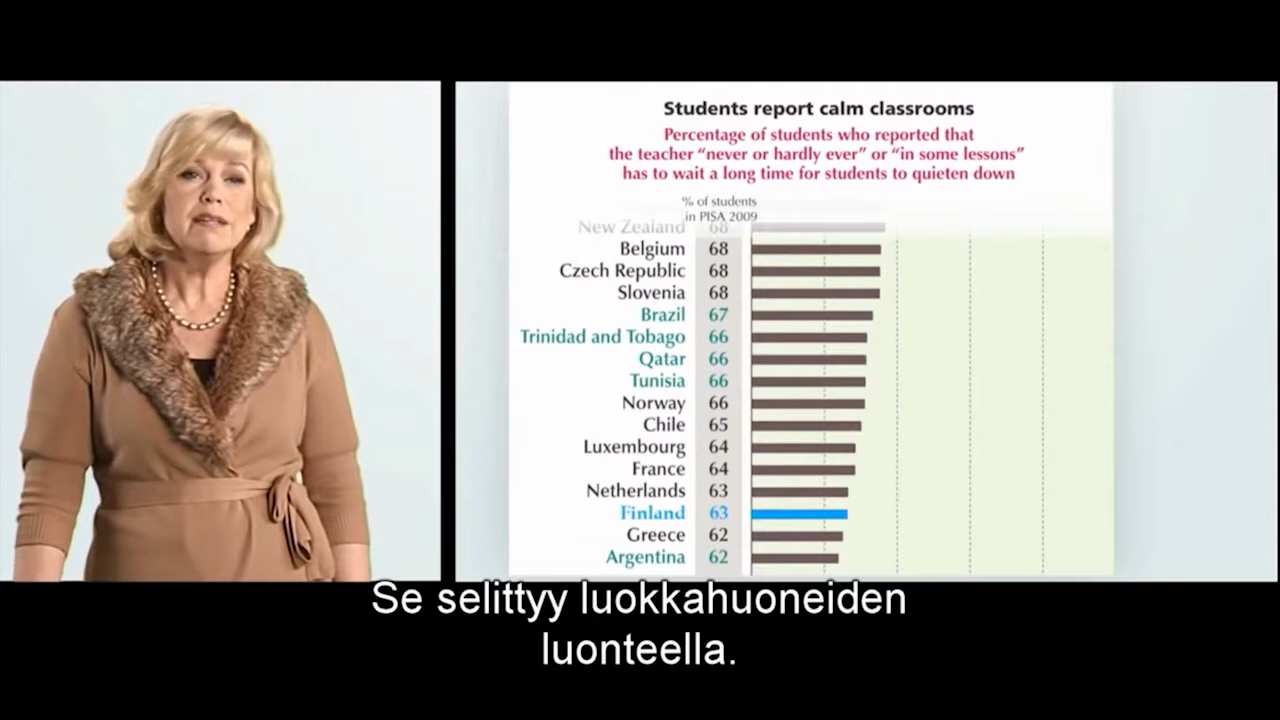 Students report calm classrooms
Percentage of students who reported that
the teacher “never or hardly ever” or “in some lessons”
has to wait a long time for students to quieten down
% of students
in PISA 2009
New Zealand 68
Belgium 68
Czech Republic 68
Slovenia 68
Brazil 67
Trinidad and Tobago 66
Qatar 66
Tunisia 66
Norway 66
Chile 65
Luxembourg 64
France 64
Netherlands 63
Finland 63
Greece 62
Argentina 62
Se selittyy luokkahuoneiden
luonteella.